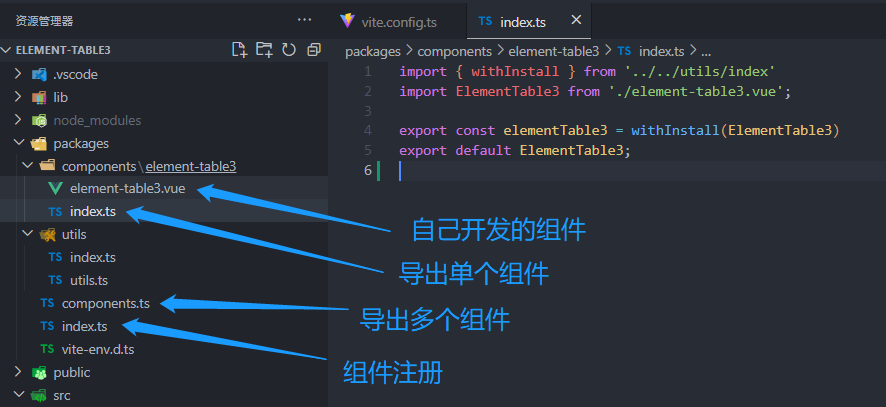 资源管理器
···
vite.config.ts
TS index.ts ×
ELEMENT-TABLE3
packages > components > element-table3 > TS index.ts > ...
.vscode
lib
node_modules
packages
components\element-table3
element-table3.vue
TS index.ts
utils
TS index.ts
TS utils.ts
TS components.ts
TS index.ts
TS vite-env.d.ts
public
src
1 import { withInstall } from '../../utils/index'
2 import ElementTable3 from './element-table3.vue';
3
4 export const elementTable3 = withInstall(ElementTable3)
5 export default ElementTable3;
6
自己开发的组件
导出单个组件
导出多个组件
组件注册